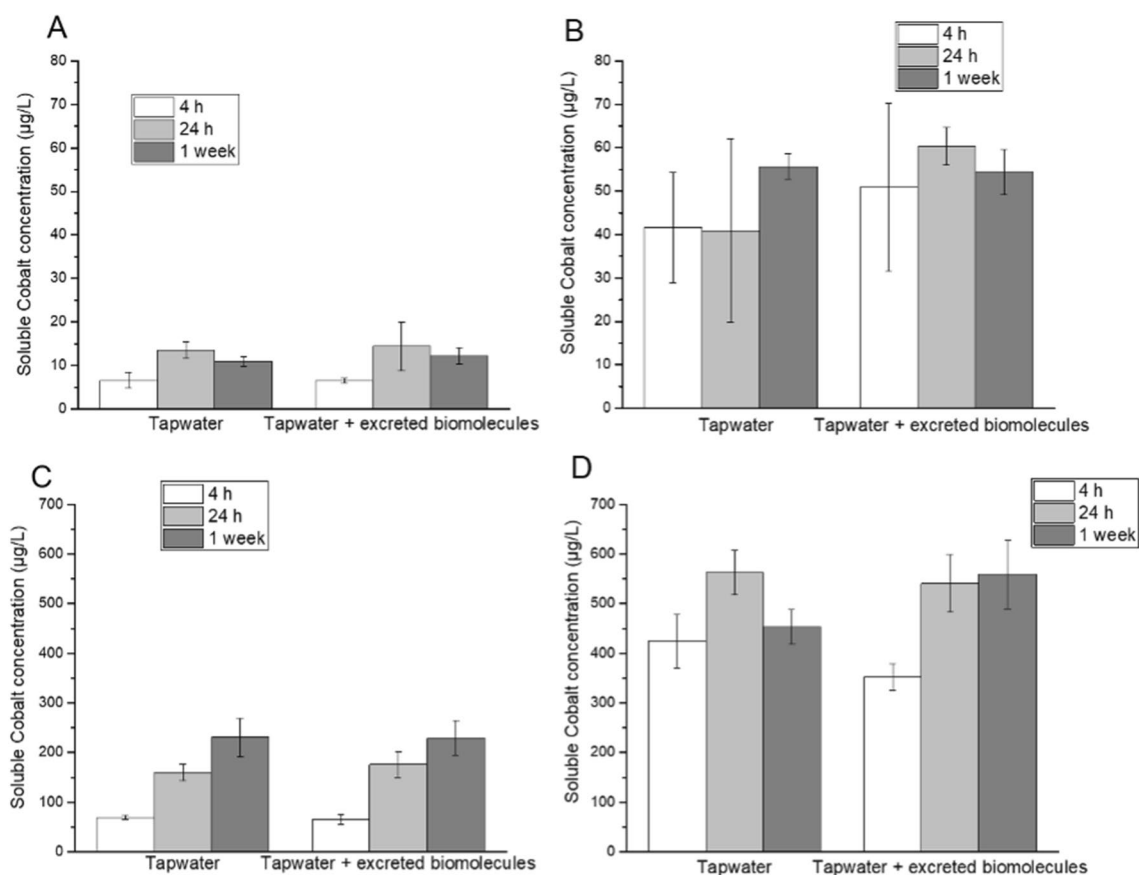 A
Soluble Cobalt concentration (µg/L)
80
70
60
50
40
30
20
10
0
4 h
24 h
1 week
Tapwater
Tapwater + excreted biomolecules
B
Soluble Cobalt concentration (µg/L)
80
70
60
50
40
30
20
10
0
4 h
24 h
1 week
Tapwater
Tapwater + excreted biomolecules
C
Soluble Cobalt concentration (µg/L)
700
600
500
400
300
200
100
0
4 h
24 h
1 week
Tapwater
Tapwater + excreted biomolecules
D
Soluble Cobalt concentration (µg/L)
700
600
500
400
300
200
100
0
4 h
24 h
1 week
Tapwater
Tapwater + excreted biomolecules